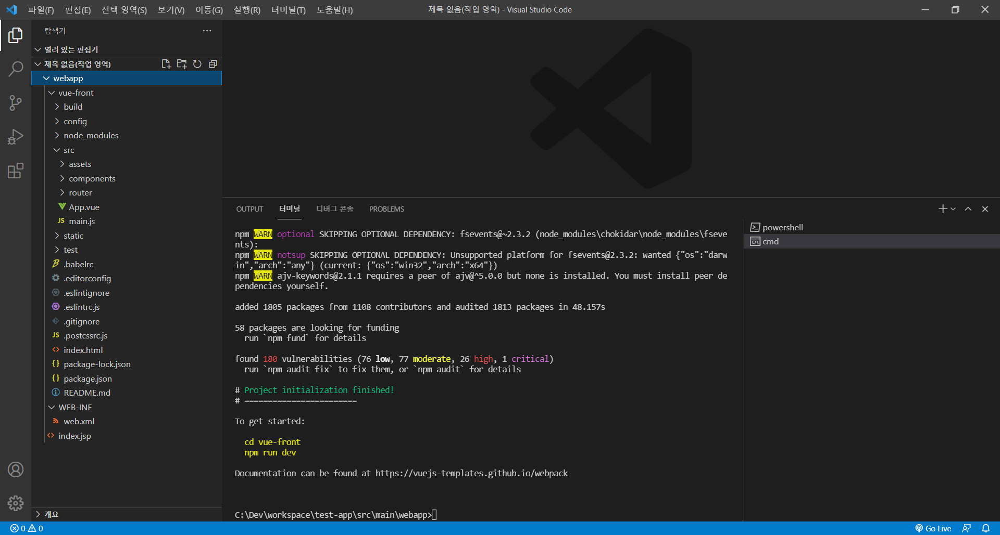 파일(F) 편집(E) 선택 영역(S) 보기(V) 이동(G) 실행(R) 터미널(T) 도움말(H) 제목 없음(작업 영역) - Visual Studio Code
탐색기
열려 있는 편집기
제목 없음(작업 영역)
webapp
vue-front
build
config
node_modules
src
assets
components
router
App.vue
JS main.js
static
test
.babelrc
.editorconfig
.eslintignore
.eslintrc.js
.gitignore
JS .postcssrc.js
index.html
package-lock.json
package.json
README.md
WEB-INF
web.xml
index.jsp
개요
OUTPUT 터미널 디버그 콘솔 PROBLEMS
npm WARN optional SKIPPING OPTIONAL DEPENDENCY: fsevents@~2.3.2 (node_modules\chokidar\node_modules\fseve
nts):
npm WARN notsup SKIPPING OPTIONAL DEPENDENCY: Unsupported platform for fsevents@2.3.2: wanted {"os":"darw
in","arch":"any"} (current: {"os":"win32","arch":"x64"})
npm WARN ajv-keywords@2.1.1 requires a peer of ajv@^5.0.0 but none is installed. You must install peer de
pendencies yourself.
added 1805 packages from 1108 contributors and audited 1813 packages in 48.157s
58 packages are looking for funding
run `npm fund` for details
found 180 vulnerabilities (76 low, 77 moderate, 26 high, 1 critical)
run `npm audit fix` to fix them, or `npm audit` for details
# Project initialization finished!
# ========================
To get started:
cd vue-front
npm run dev
Documentation can be found at https://vuejs-templates.github.io/webpack
C:\Dev\workspace\test-app\src\main\webapp>
powershell
cmd
0 0
Go Live